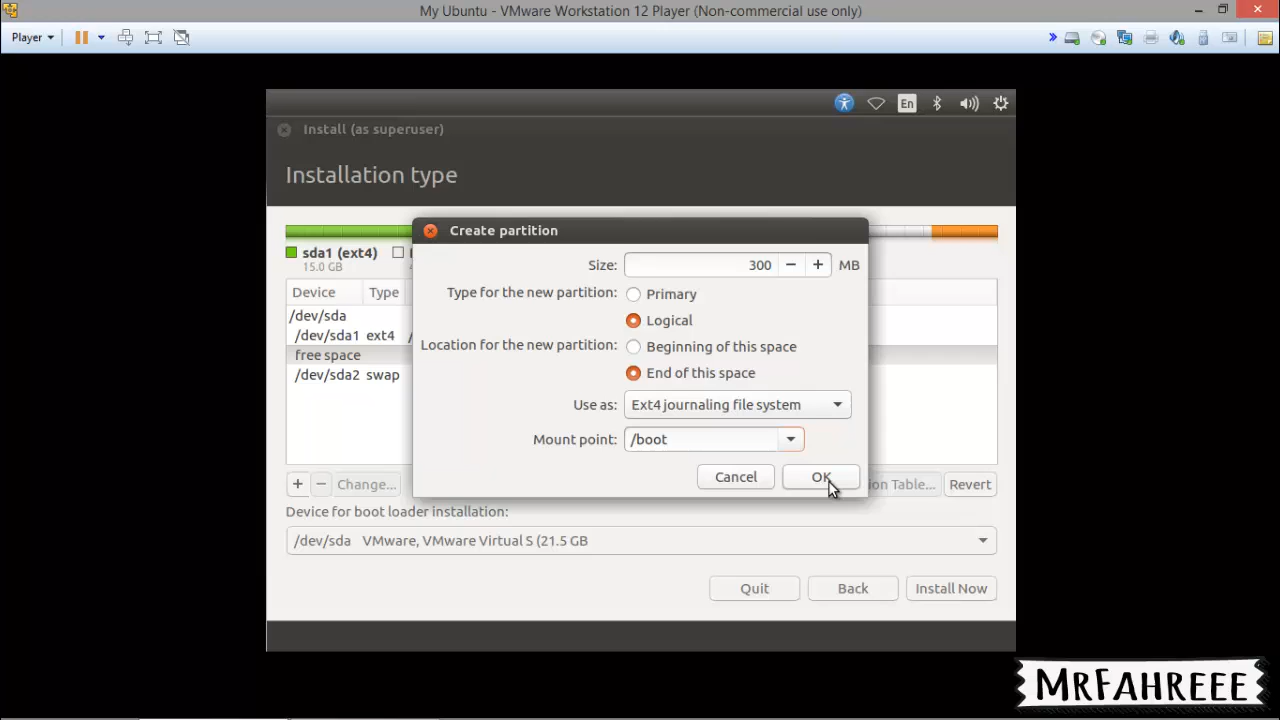 My Ubuntu - VMware Workstation 12 Player (Non-commercial use only)
Player
En
Install (as superuser)
Installation type
Create partition
sda1 (ext4)
15.0 GB
Size: 300 MB
Device Type
Type for the new partition: Primary
/dev/sda
Logical
/dev/sda1 ext4
Location for the new partition: Beginning of this space
free space
End of this space
/dev/sda2 swap
Use as: Ext4 journaling file system
Mount point: /boot
Cancel OK
+ − Change... Table... Revert
Device for boot loader installation:
/dev/sda VMware, VMware Virtual S (21.5 GB
Quit Back Install Now
MRFAHREEE